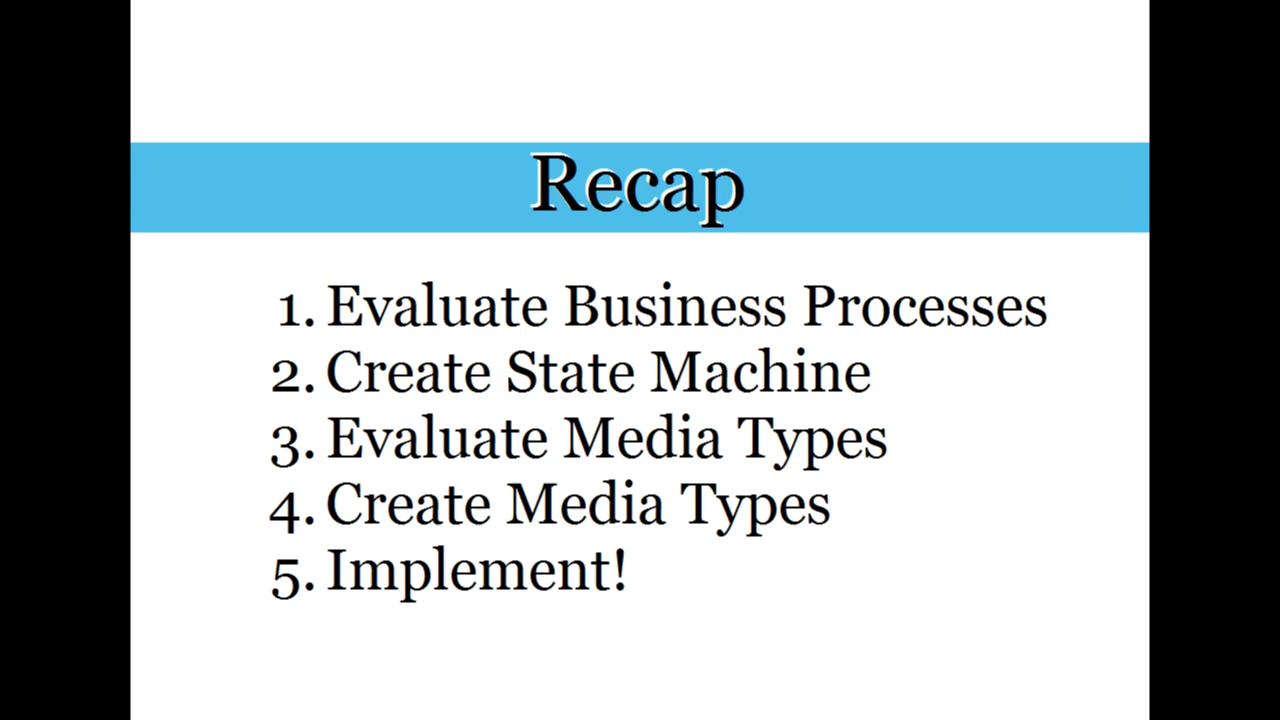 Recap
1. Evaluate Business Processes
2. Create State Machine
3. Evaluate Media Types
4. Create Media Types
5. Implement!